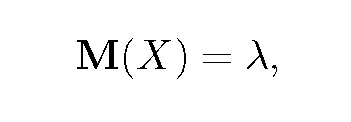 M(X) = λ,